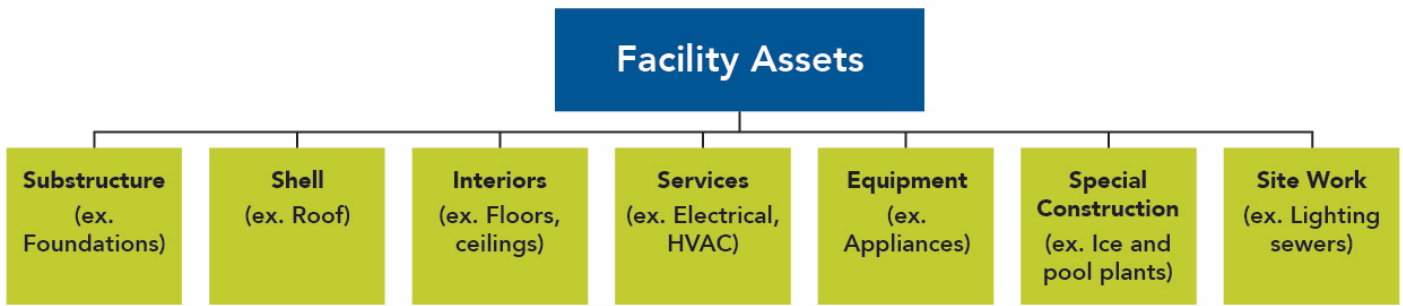 Facility Assets
Substructure
(ex.
Foundations)
Shell
(ex. Roof)
Interiors
(ex. Floors,
ceilings)
Services
(ex. Electrical,
HVAC)
Equipment
(ex.
Appliances)
Special
Construction
(ex. Ice and
pool plants)
Site Work
(ex. Lighting
sewers)